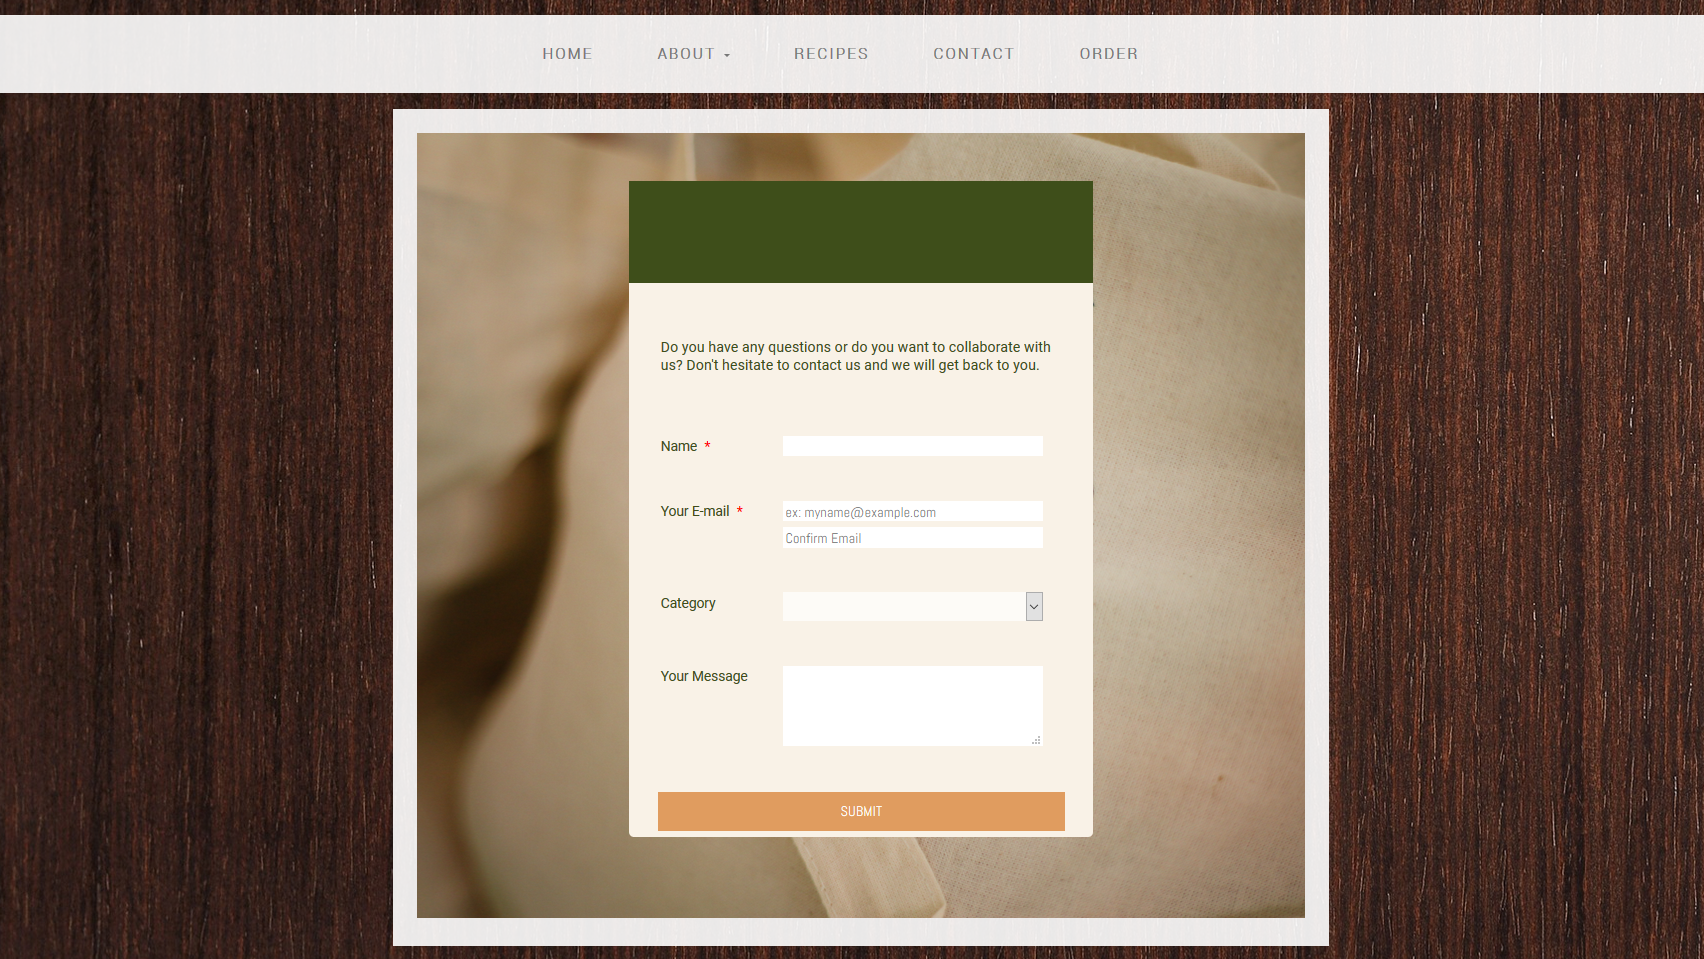 HOME ABOUT RECIPES CONTACT ORDER
Do you have any questions or do you want to collaborate with
us? Don't hesitate to contact us and we will get back to you.
Name *
Your E-mail * ex: myname@example.com
Confirm Email
Category
Your Message
SUBMIT